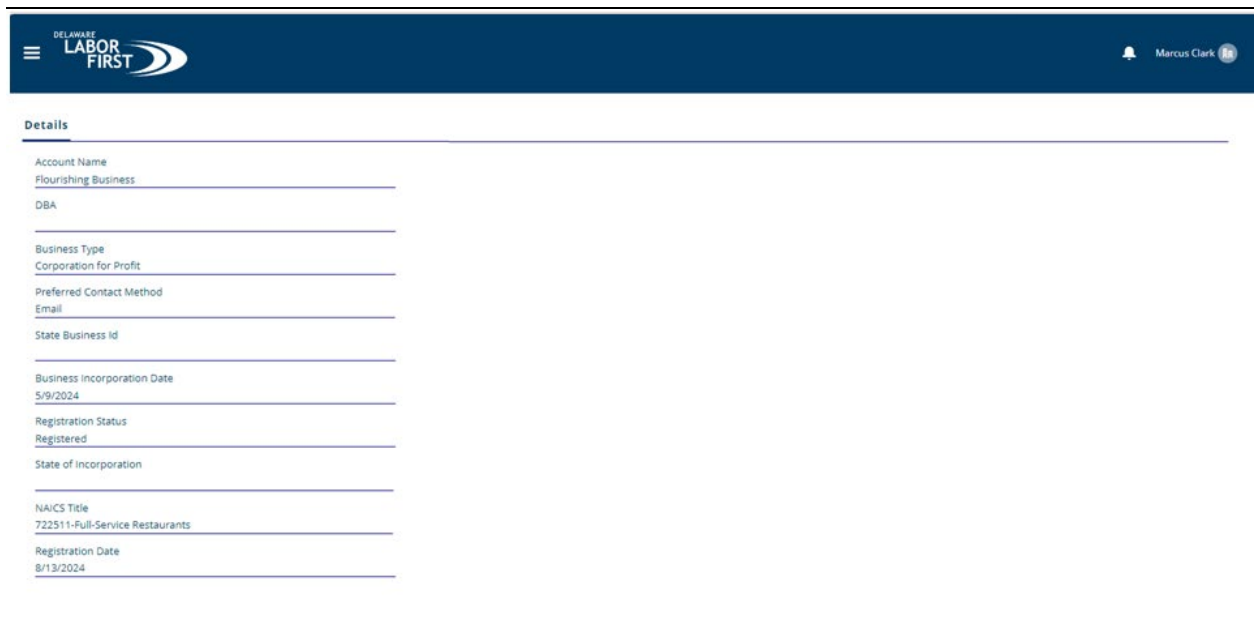 DELAWARE
LABOR
FIRST
Marcus Clark
Details
Account Name
Flourishing Business
DBA
Business Type
Corporation for Profit
Preferred Contact Method
Email
State Business Id
Business Incorporation Date
5/9/2024
Registration Status
Registered
State of Incorporation
NAICS Title
722511-Full-Service Restaurants
Registration Date
8/13/2024